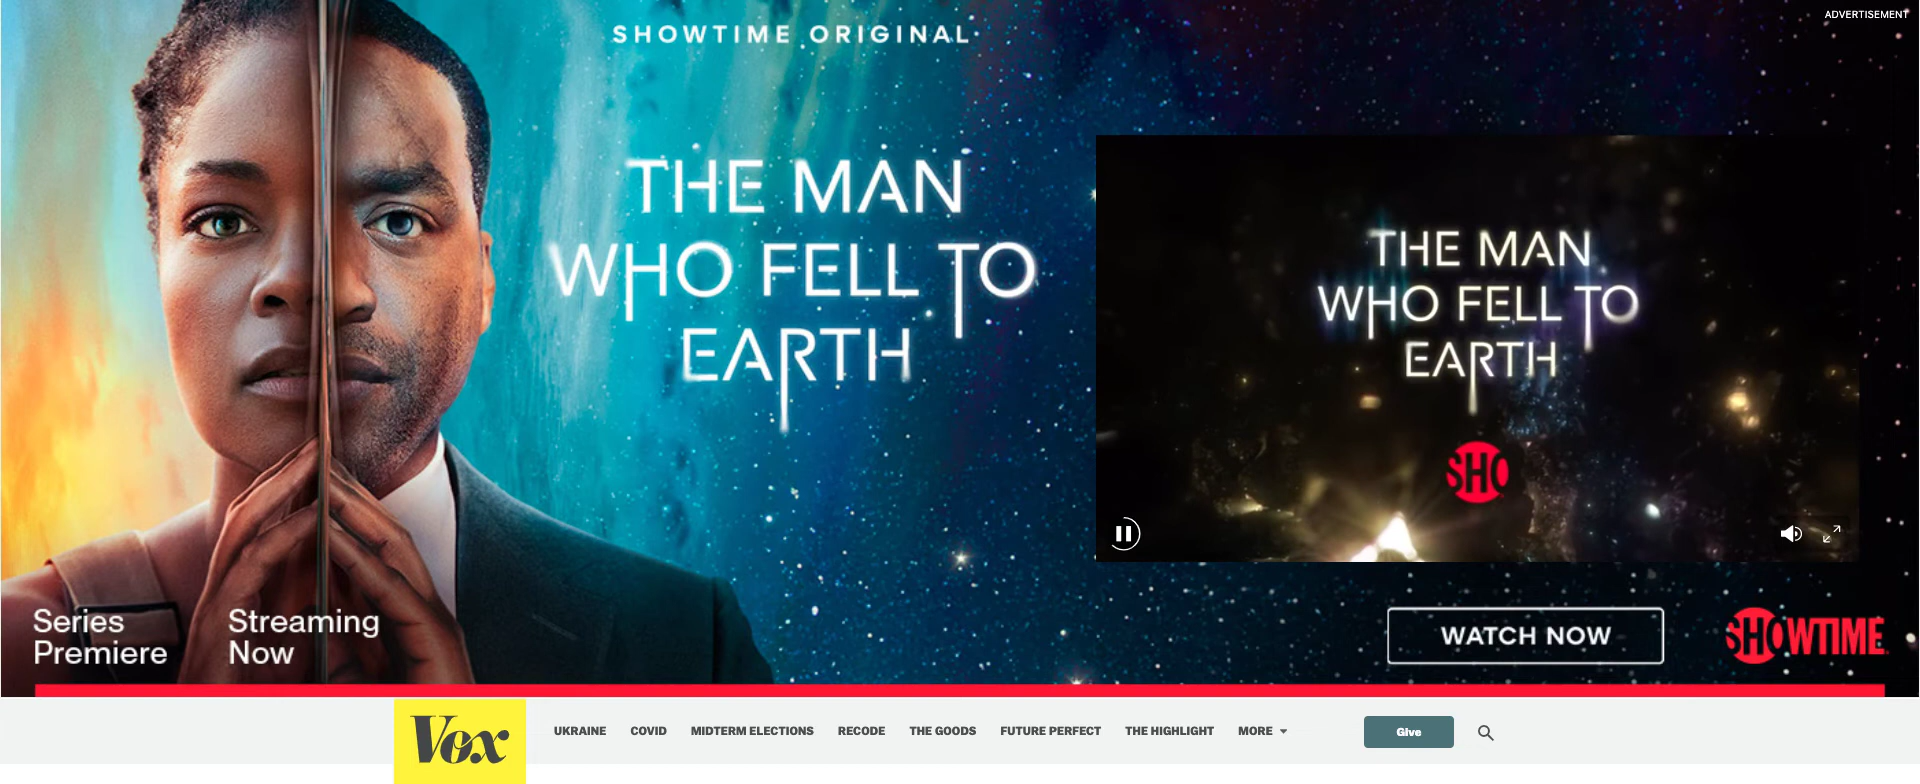 ADVERTISEMENT
SHOWTIME ORIGINAL
THE MAN
WHO FELL TO
EARTH
THE MAN
WHO FELL TO
EARTH
SHO
Series
Premiere
Streaming
Now
WATCH NOW
SHOWTIME
Vox
UKRAINE COVID MIDTERM ELECTIONS RECODE THE GOODS FUTURE PERFECT THE HIGHLIGHT MORE
Give